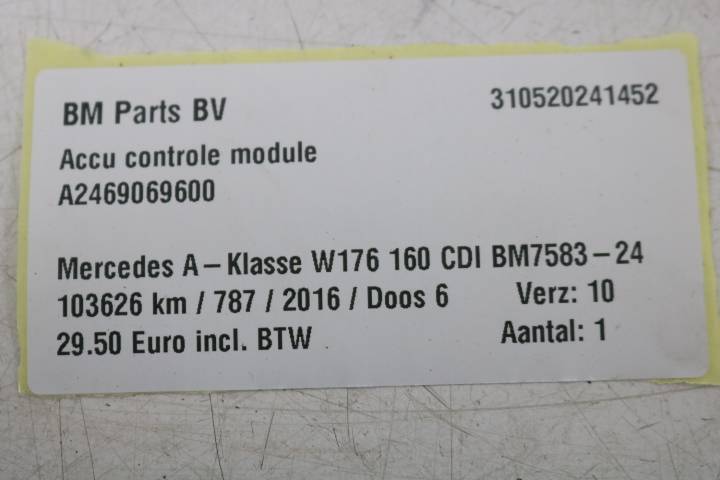 BM Parts BV 310520241452
Accu controle module
A2469069600
Mercedes A-Klasse W176 160 CDI BM7583-24
103626 km / 787 / 2016 / Doos 6 Verz: 10
29.50 Euro incl. BTW Aantal: 1